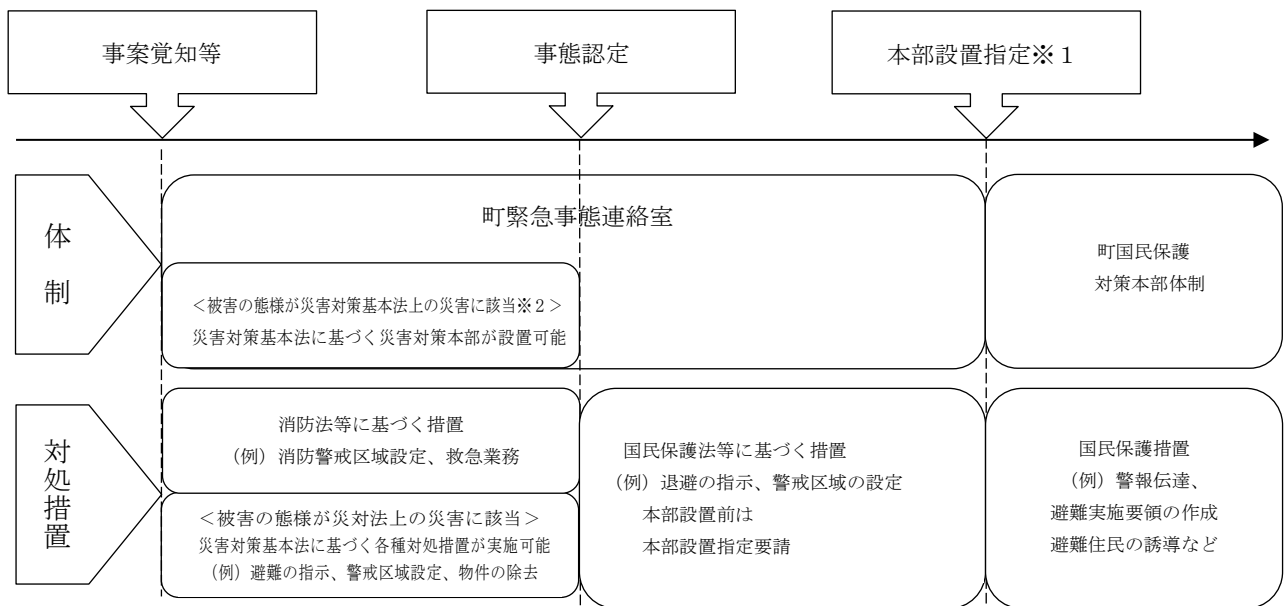 事案覚知等
事態認定
本部設置指定※１
体
制
町緊急事態連絡室
＜被害の態様が災害対策基本法上の災害に該当※２＞
災害対策基本法に基づく災害対策本部が設置可能
町国民保護
対策本部体制
対処措置
消防法等に基づく措置
（例）消防警戒区域設定、救急業務
＜被害の態様が災対法上の災害に該当＞
災害対策基本法に基づく各種対処措置が実施可能
（例）避難の指示、警戒区域設定、物件の除去
国民保護法等に基づく措置
（例）退避の指示、警戒区域の設定
本部設置前は
本部設置指定要請
国民保護措置
（例）警報伝達、
避難実施要領の作成
避難住民の誘導など